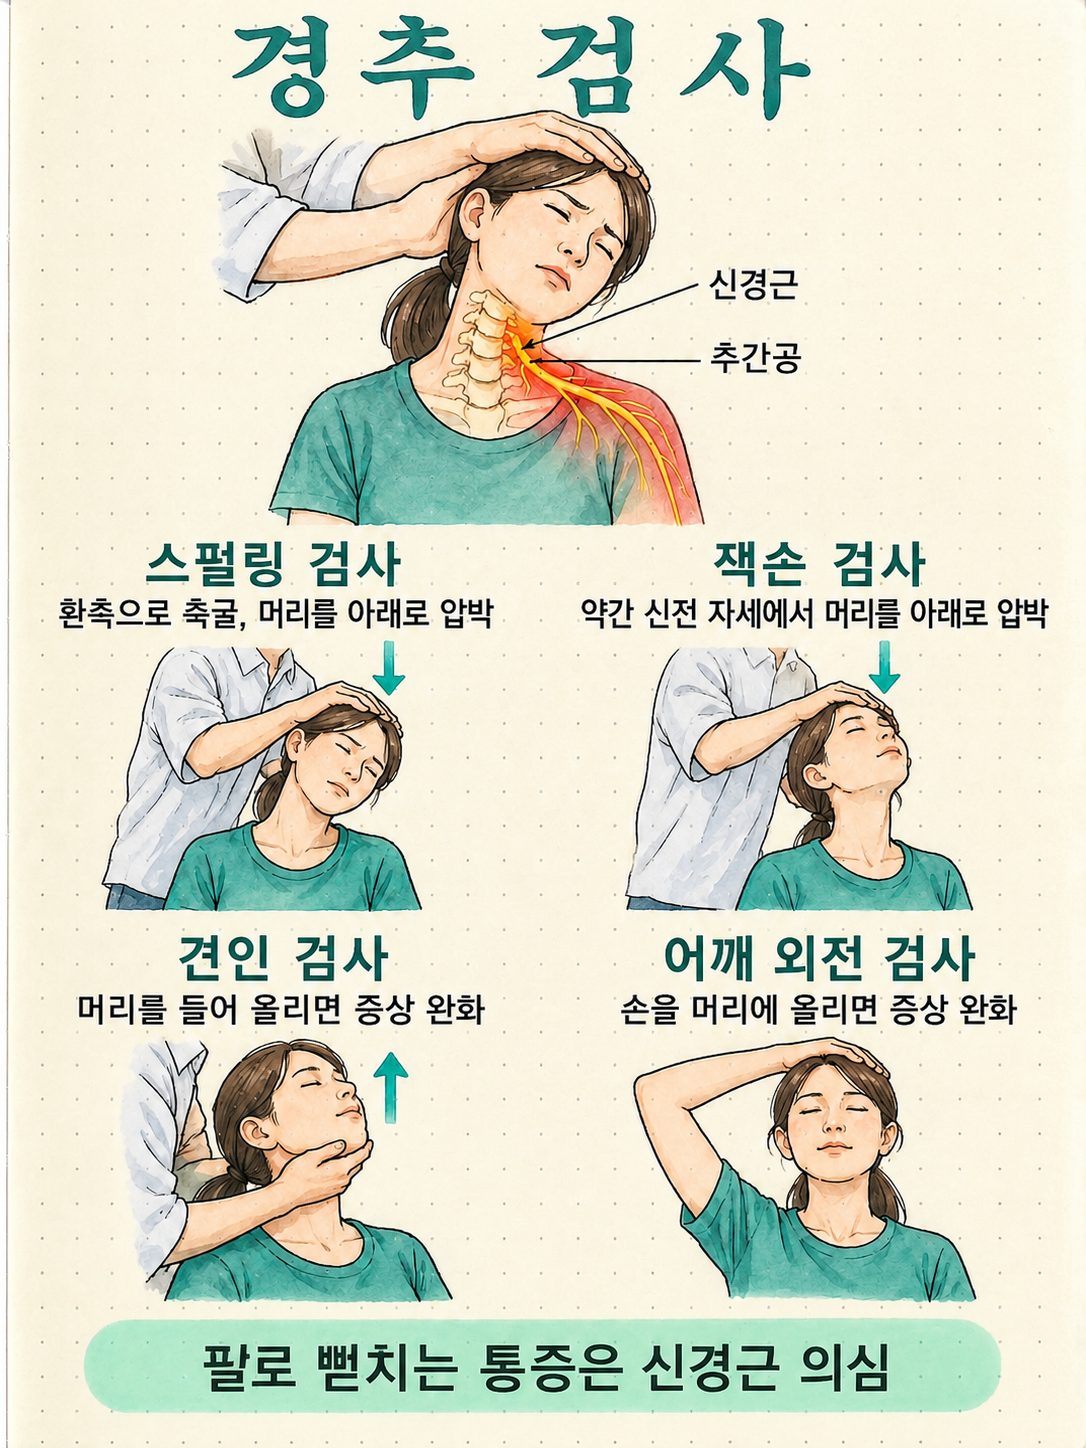 경추 검사
신경근
추간공
스펄링 검사
환측으로 축굴, 머리를 아래로 압박
잭손 검사
약간 신전 자세에서 머리를 아래로 압박
견인 검사
머리를 들어 올리면 증상 완화
어깨 외전 검사
손을 머리에 올리면 증상 완화
팔로 뻗치는 통증은 신경근 의심